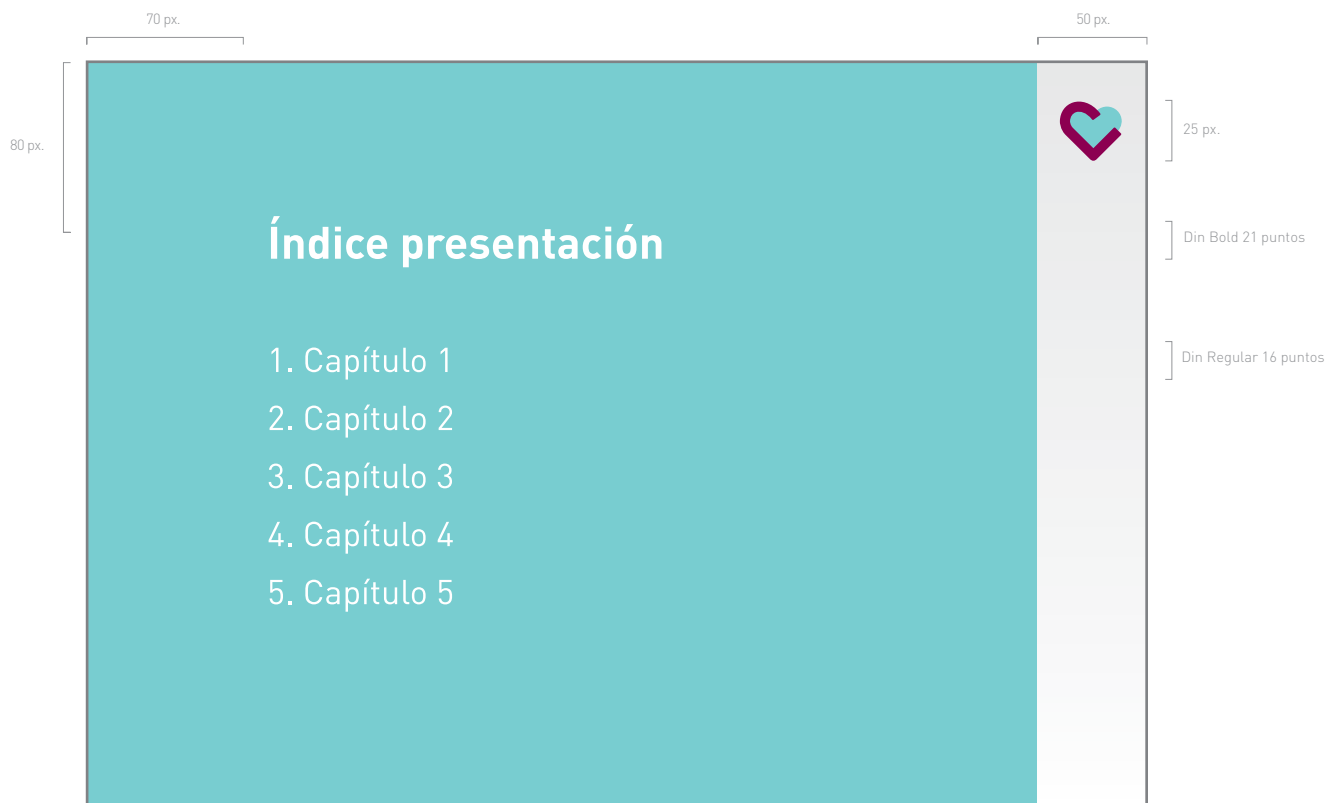 70 px.
50 px.
80 px.
25 px.
Índice presentación
Din Bold 21 puntos
1. Capítulo 1
Din Regular 16 puntos
2. Capítulo 2
3. Capítulo 3
4. Capítulo 4
5. Capítulo 5